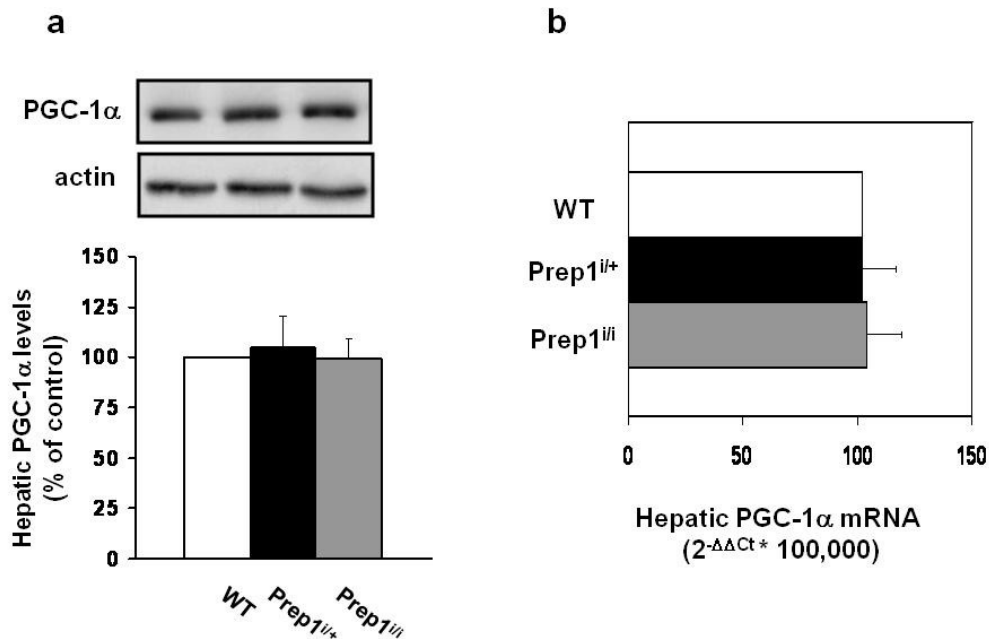 a
PGC-1α
actin
150
125
100
75
50
25
0
Hepatic PGC-1α levels
(% of control)
WT
Prep1i/+
Prep1i/i
b
WT
Prep1i/+
Prep1i/i
0 50 100 150
Hepatic PGC-1α mRNA
(2-ΔΔCt * 100,000)